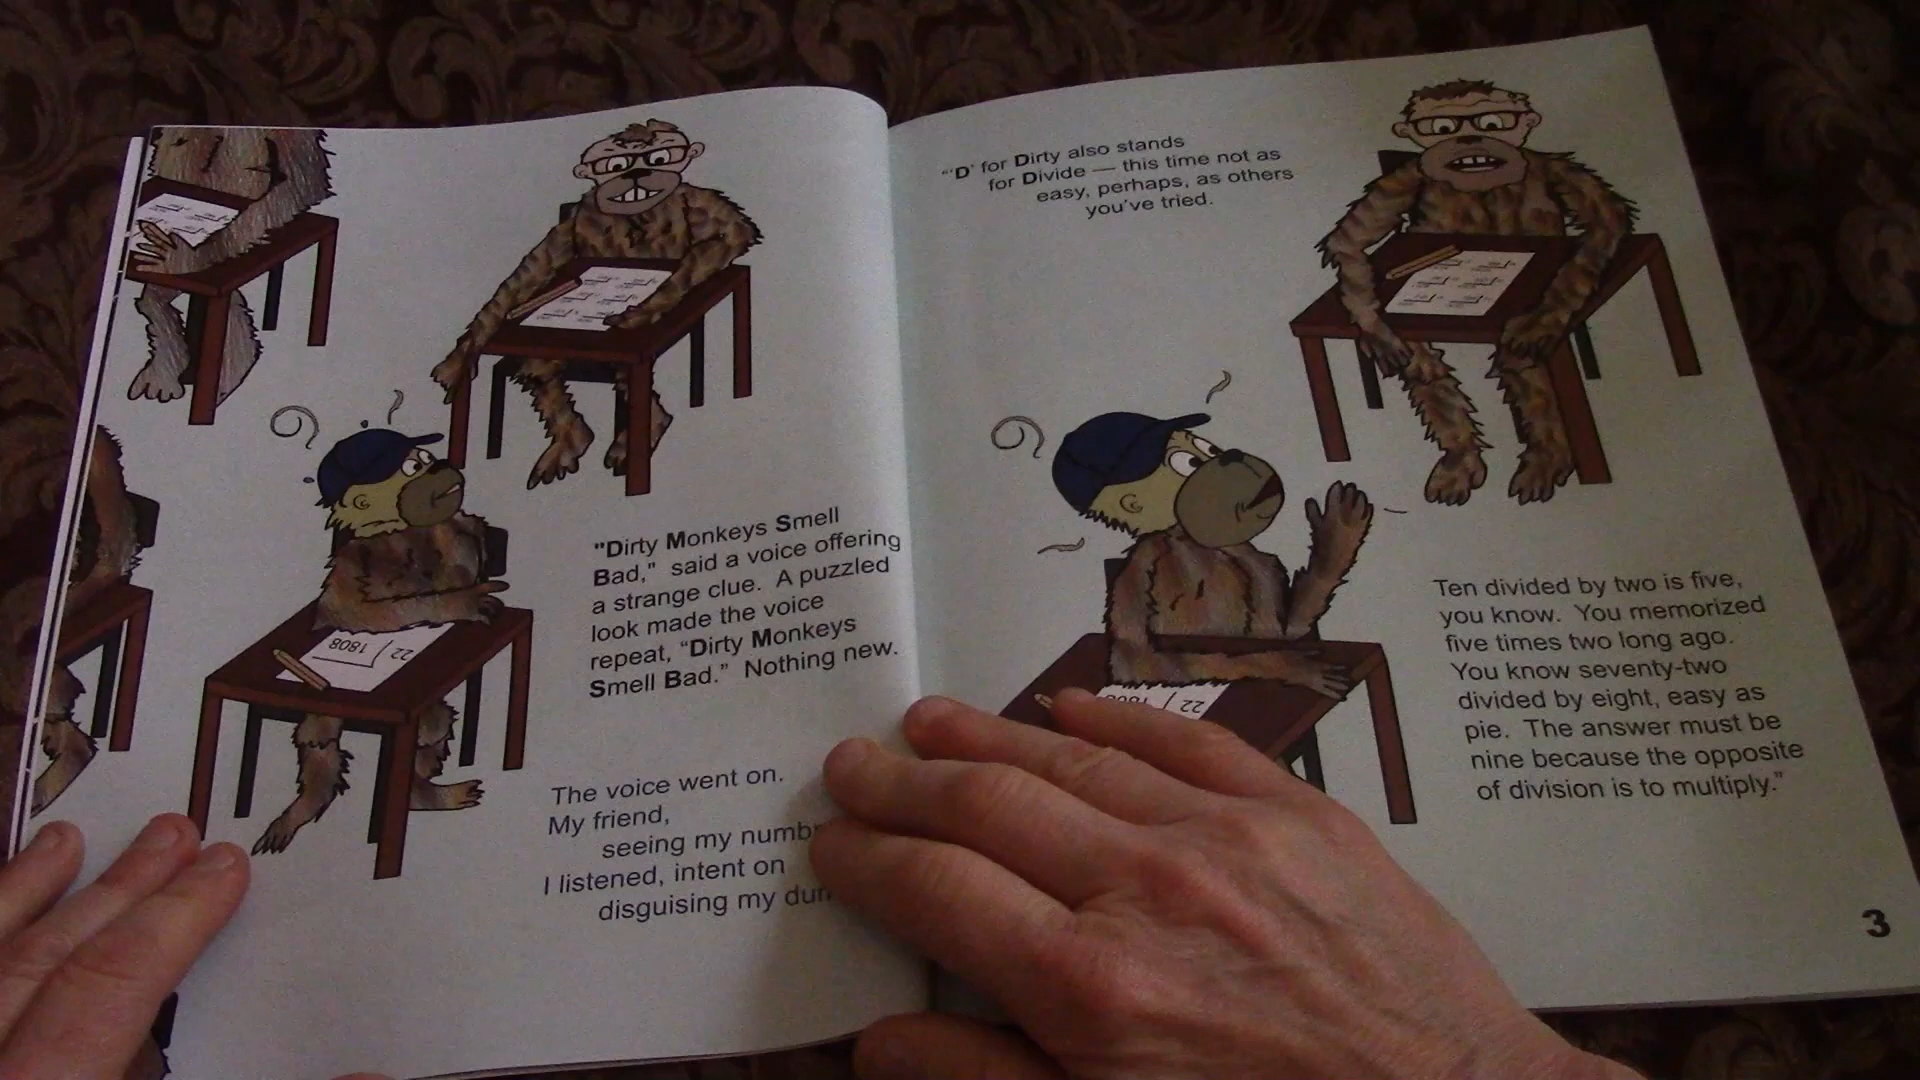 "Dirty Monkeys Smell
Bad," said a voice offering
a strange clue. A puzzled
look made the voice
repeat, "Dirty Monkeys
Smell Bad." Nothing new.
The voice went on.
My friend,
seeing my
I listened, intent on
disguising my
22
1808
"'D' for Dirty also stands
for Divide — this time not as
easy, perhaps, as others
you've tried.
22
Ten divided by two is five,
you know. You memorized
five times two long ago.
You know seventy-two
divided by eight, easy as
pie. The answer must be
nine because the opposite
of division is to multiply."
3